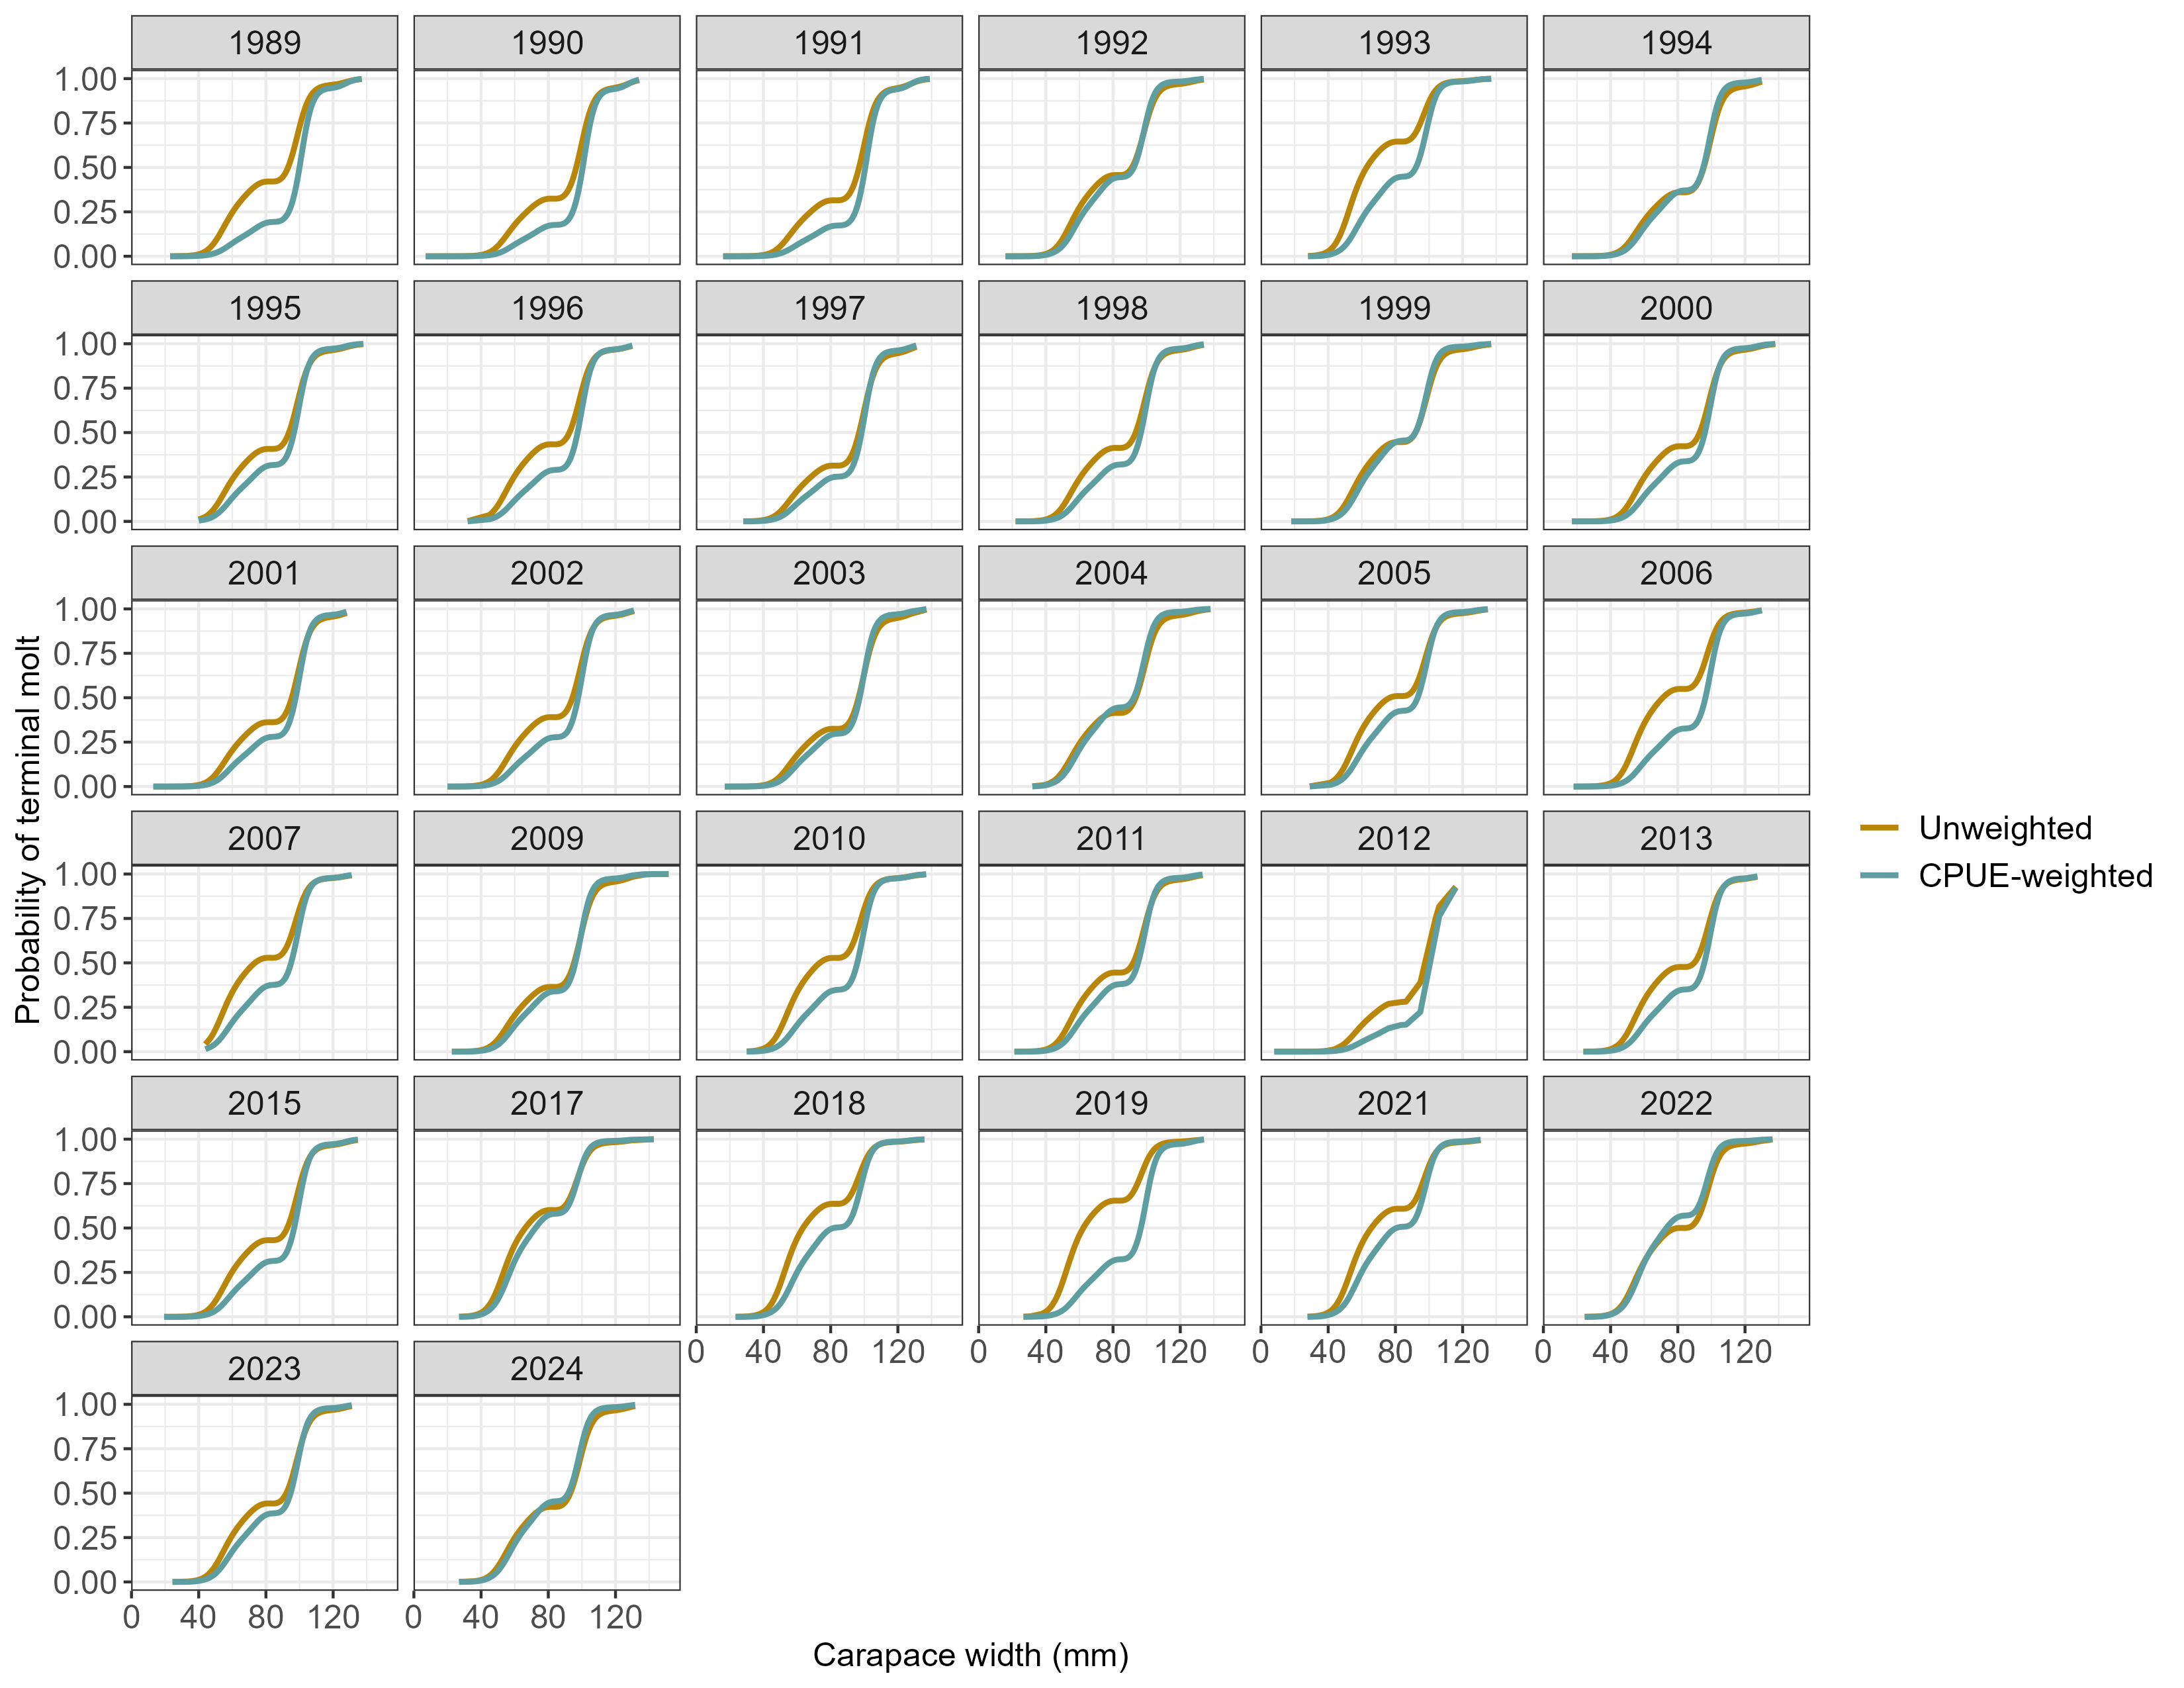 1989 1990 1991 1992 1993 1994
1.00
0.75
0.50
0.25
0.00
1995 1996 1997 1998 1999 2000
1.00
0.75
0.50
0.25
0.00
2001 2002 2003 2004 2005 2006
1.00
0.75
0.50
0.25
0.00
Probability of terminal molt
2007 2009 2010 2011 2012 2013
1.00
0.75
0.50
0.25
0.00
Unweighted
CPUE-weighted
2015 2017 2018 2019 2021 2022
1.00
0.75
0.50
0.25
0.00
0 40 80 120 0 40 80 120 0 40 80 120 0 40 80 120
2023 2024
1.00
0.75
0.50
0.25
0.00
0 40 80 120 0 40 80 120
Carapace width (mm)